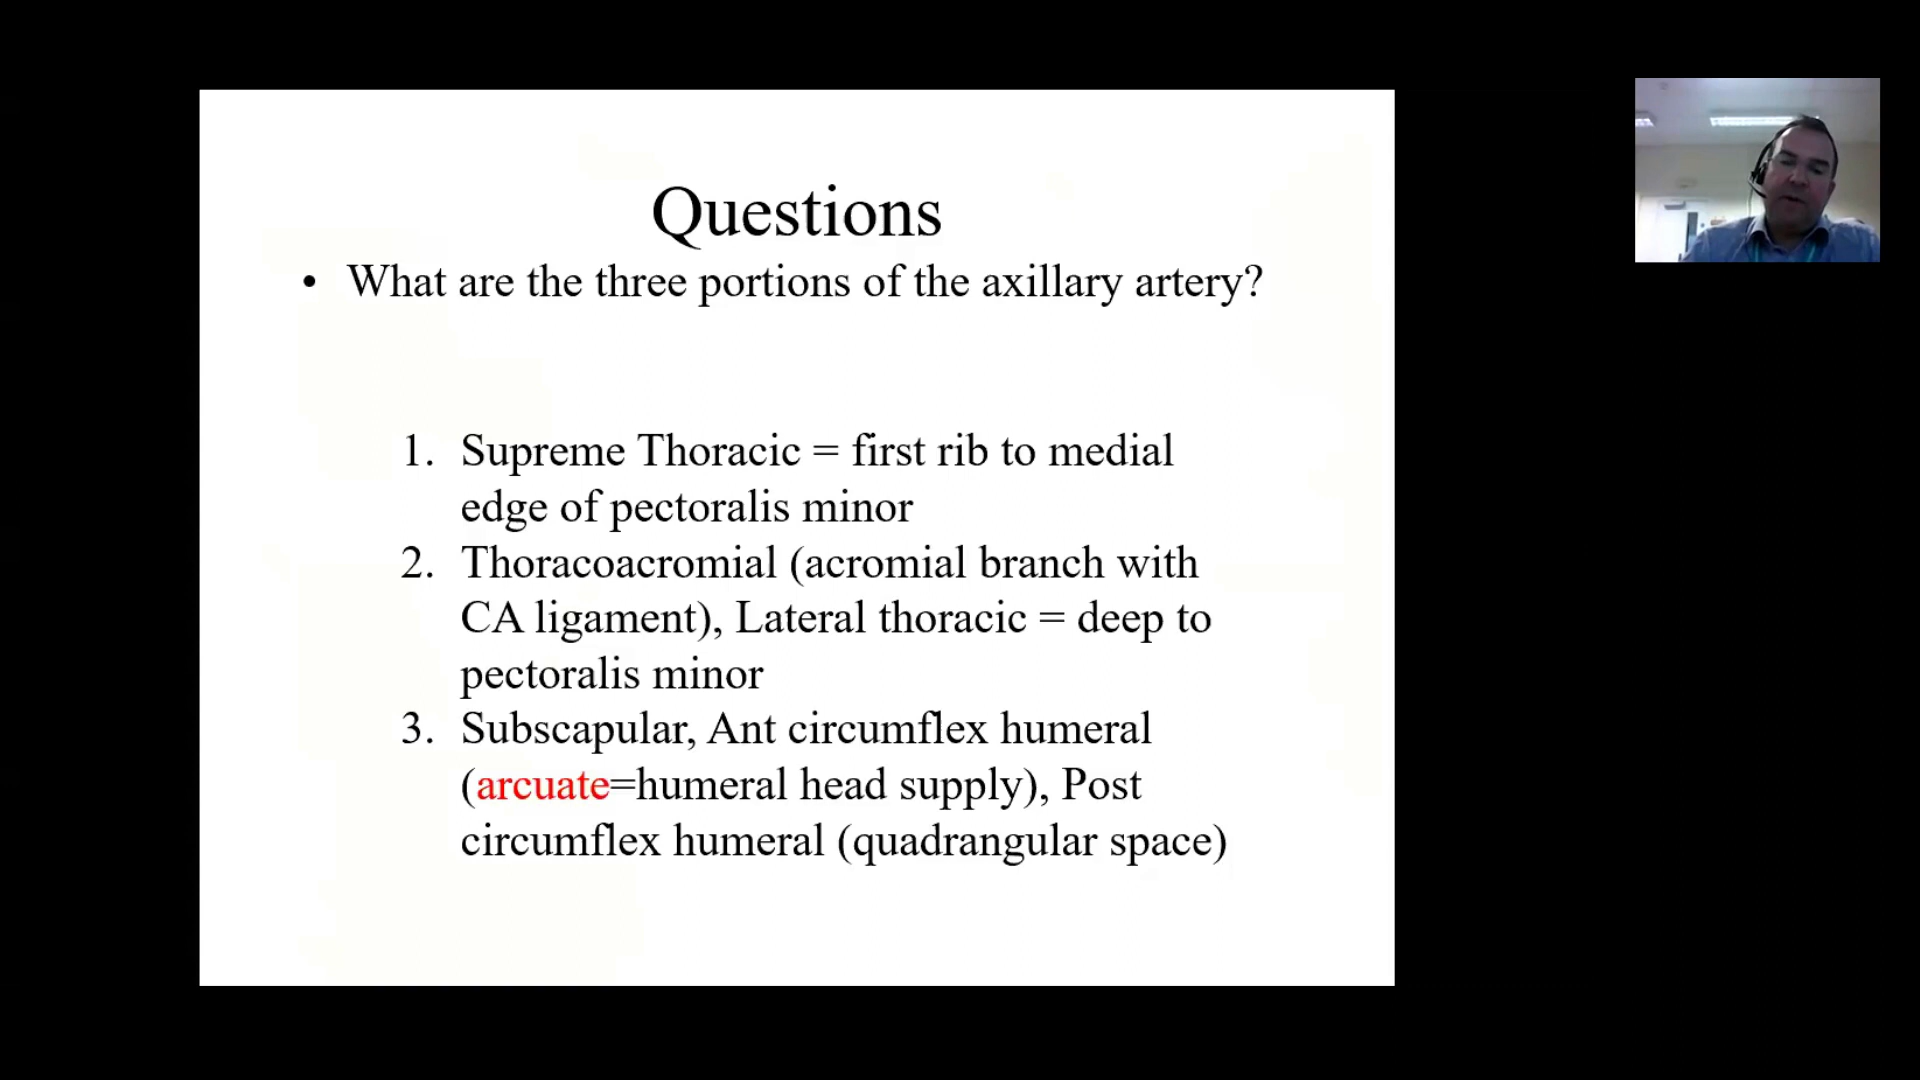 Questions
• What are the three portions of the axillary artery?
1. Supreme Thoracic = first rib to medial
edge of pectoralis minor
2. Thoracoacromial (acromial branch with
CA ligament), Lateral thoracic = deep to
pectoralis minor
3. Subscapular, Ant circumflex humeral
(arcuate=humeral head supply), Post
circumflex humeral (quadrangular space)